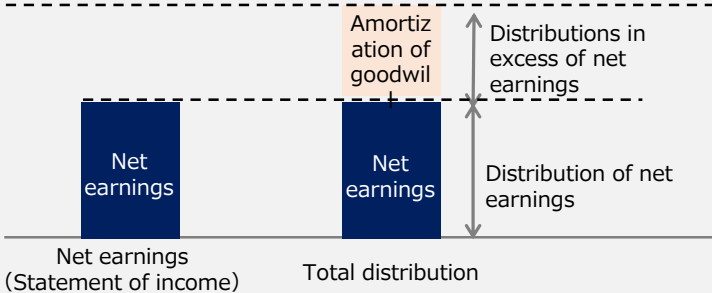 Amortiz
ation of
goodwil
Distributions in
excess of net
earnings
Net
earnings
Net
earnings
Distribution of net
earnings
Net earnings
（Statement of income）
Total distribution